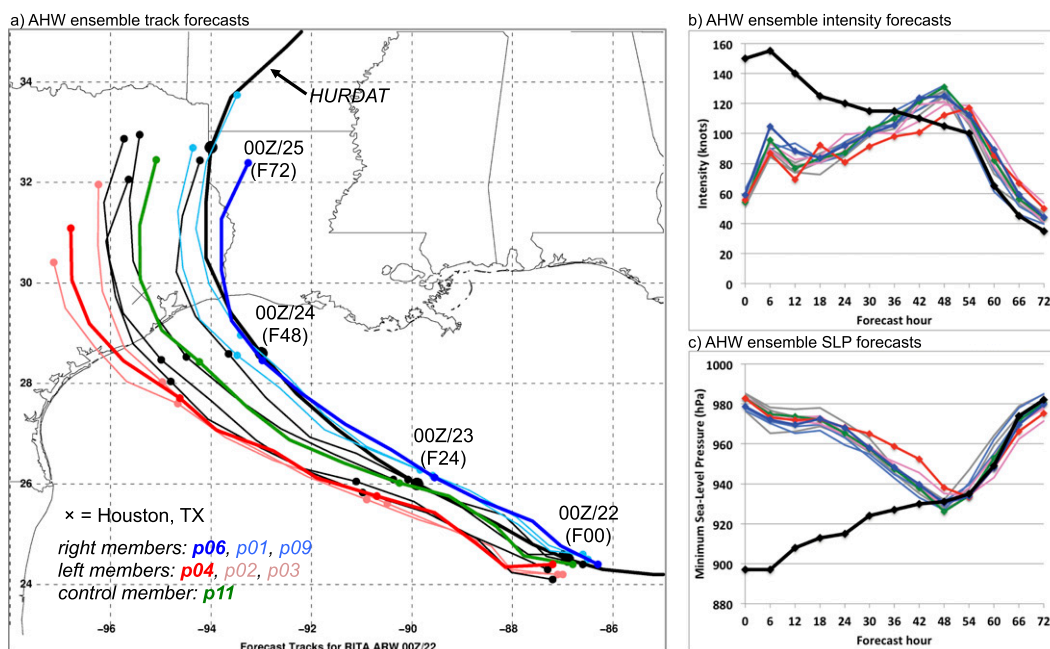 a) AHW ensemble track forecasts
34
32
30
28
26
24
HURDAT
00Z/25
(F72)
00Z/24
(F48)
00Z/23
(F24)
00Z/22
(F00)
× = Houston, TX
right members: p06, p01, p09
left members: p04, p02, p03
control member: p11
−96
−94
−92
−90
−88
−86
Forecast Tracks for RITA ARW 00Z/22
b) AHW ensemble intensity forecasts
Intensity (knots)
160
140
120
100
80
60
40
20
0
0 6 12 18 24 30 36 42 48 54 60 66 72
Forecast hour
c) AHW ensemble SLP forecasts
Minimum Sea-Level Pressure (hPa)
1000
980
960
940
920
900
880
0 6 12 18 24 30 36 42 48 54 60 66 72
Forecast hour